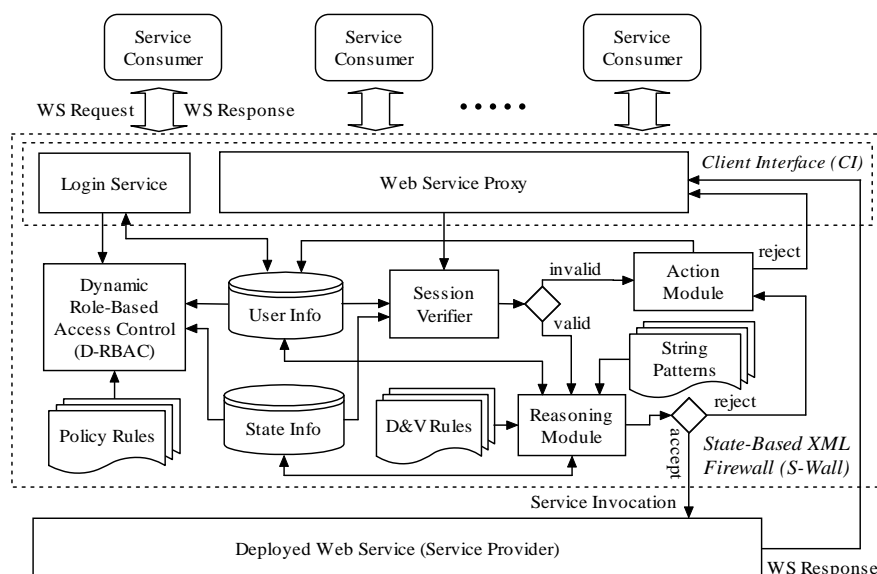 Service
Consumer
Service
Consumer
Service
Consumer
WS Request
WS Response
Client Interface (CI)
Login Service
Web Service Proxy
reject
Dynamic
Role-Based
Access Control
(D-RBAC)
User Info
Session
Verifier
invalid
valid
Action
Module
String
Patterns
Policy Rules
State Info
D&V Rules
Reasoning
Module
reject
accept
State-Based XML
Firewall (S-Wall)
Service Invocation
Deployed Web Service (Service Provider)
WS Response